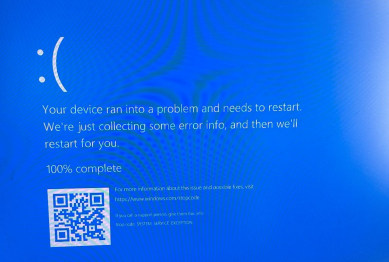 :(
Your device ran into a problem and needs to restart.
We're just collecting some error info, and then we'll
restart for you.
100% complete
For more information about this issue and possible fixes, visit
https://www.windows.com/stopcode
If you call a support person, give them this info:
Stop code: SYSTEM SERVICE EXCEPTION